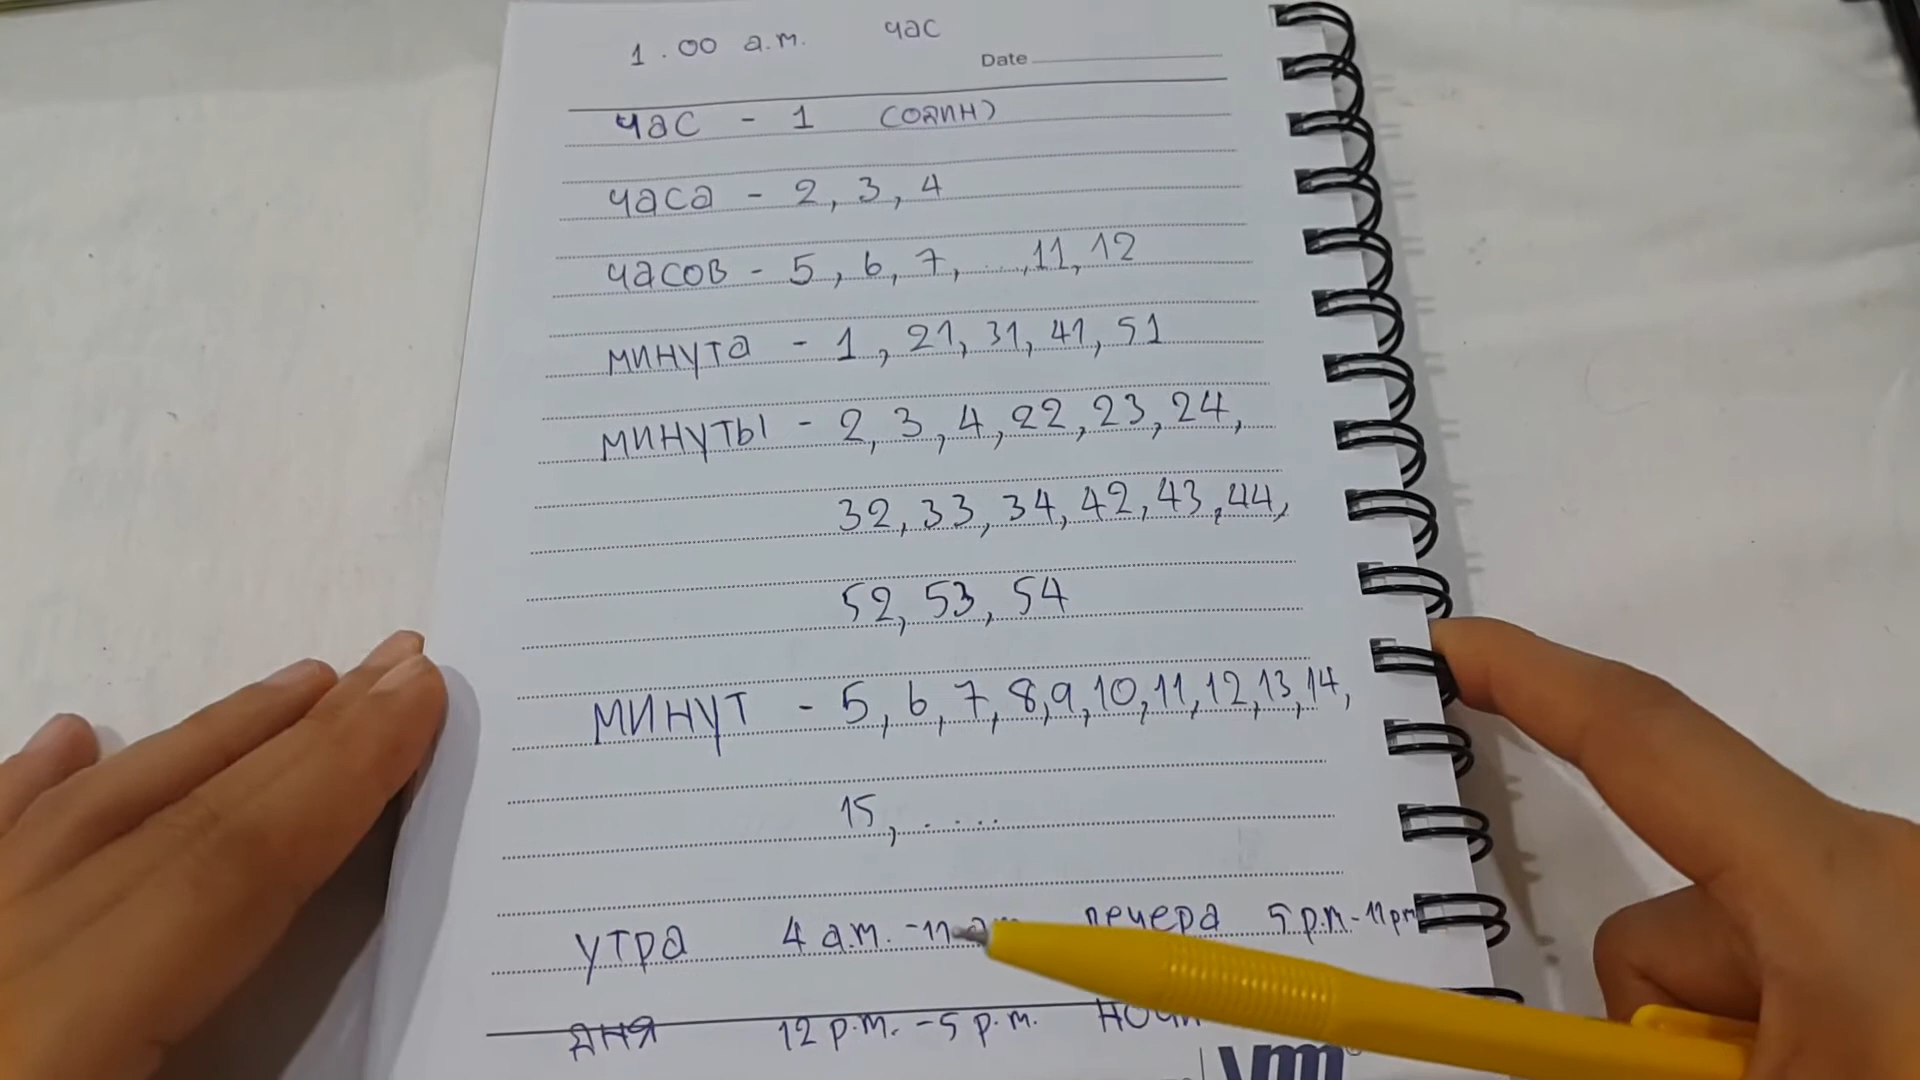 1.00 a.m. час
Date
час - 1 (один)
часа - 2, 3, 4
часов - 5, 6, 7, ...., 11, 12
минута - 1, 21, 31, 41, 51
минуты - 2, 3, 4, 22, 23, 24,
32, 33, 34, 42, 43, 44,
52, 53, 54
минут - 5, 6, 7, 8, 9, 10, 11, 12, 13, 14,
15, .....
утра 4 a.m. - 11 вечера 5 p.m. - 11 pm
дня 12 p.m. - 5 p.m.